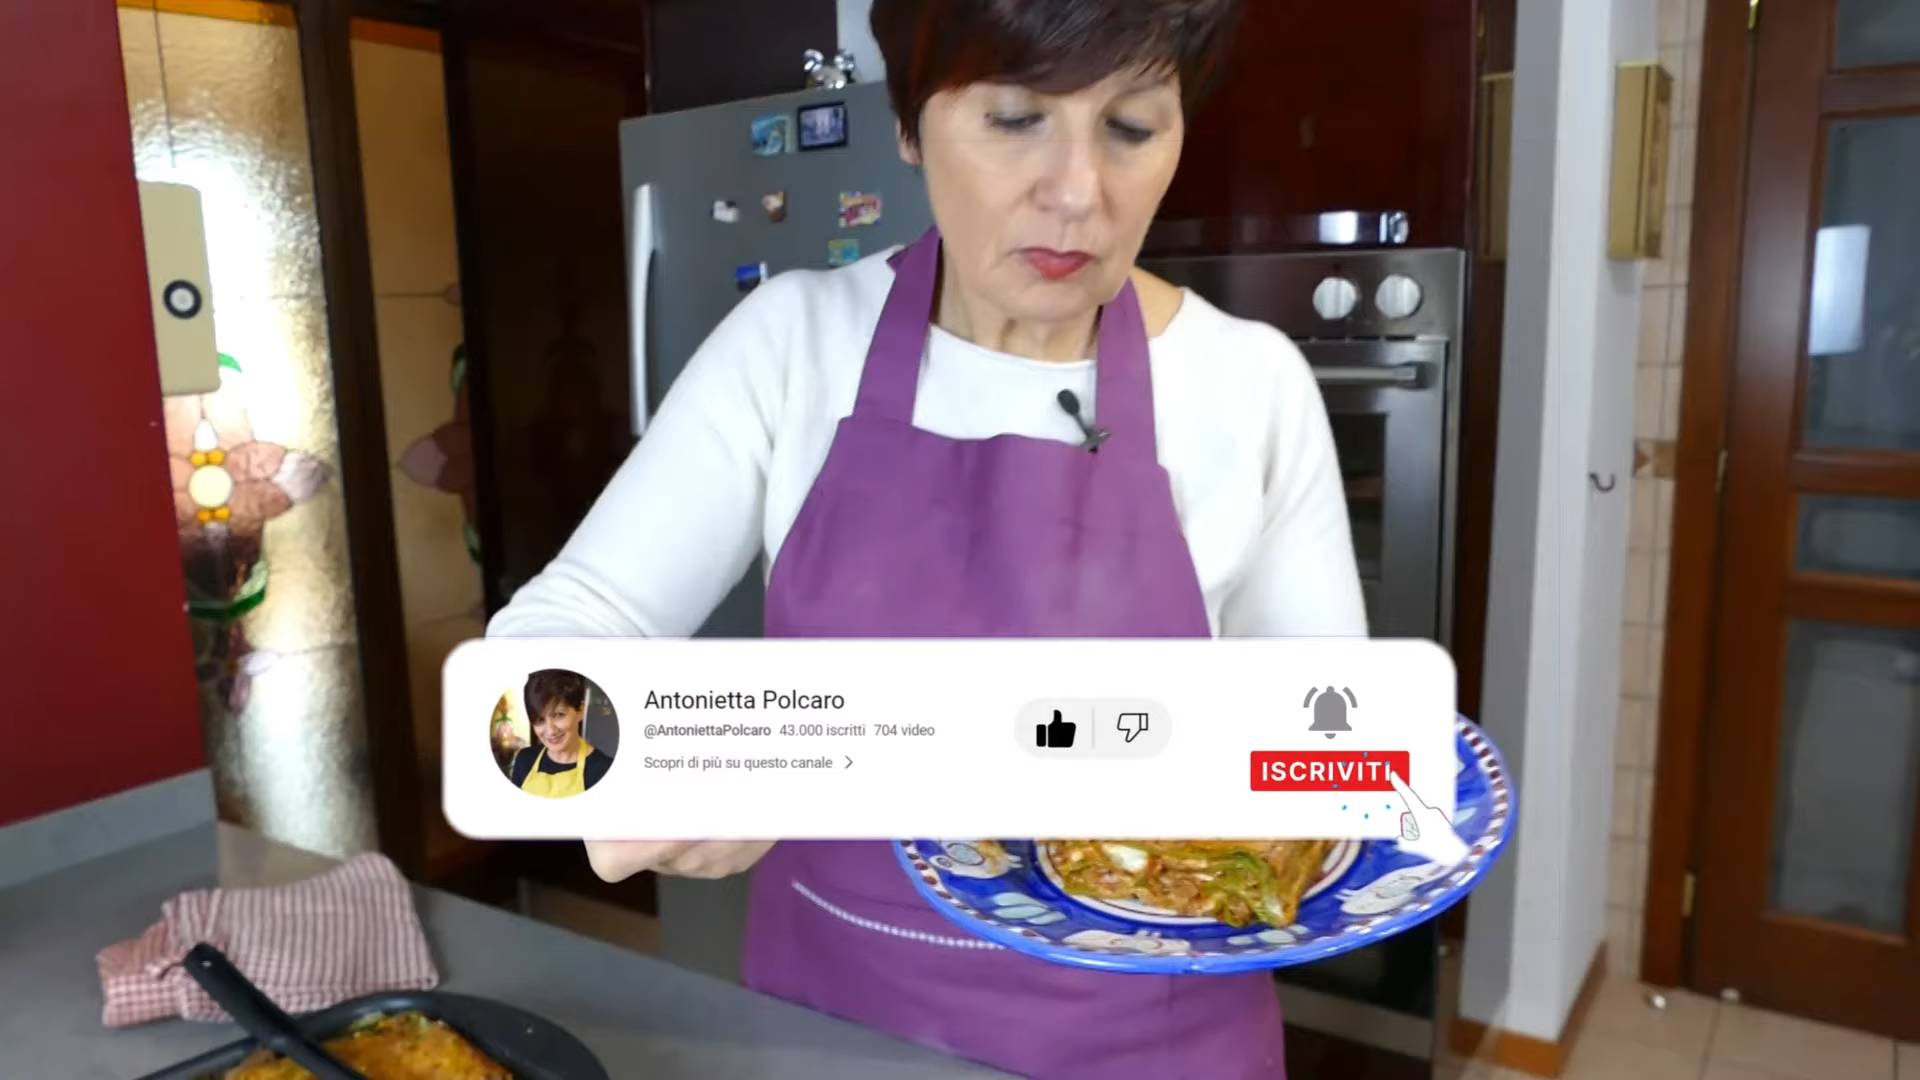 Antonietta Polcaro
@AntoniettaPolcaro 43.000 iscritti 704 video
Scopri di più su questo canale
ISCRIVITI